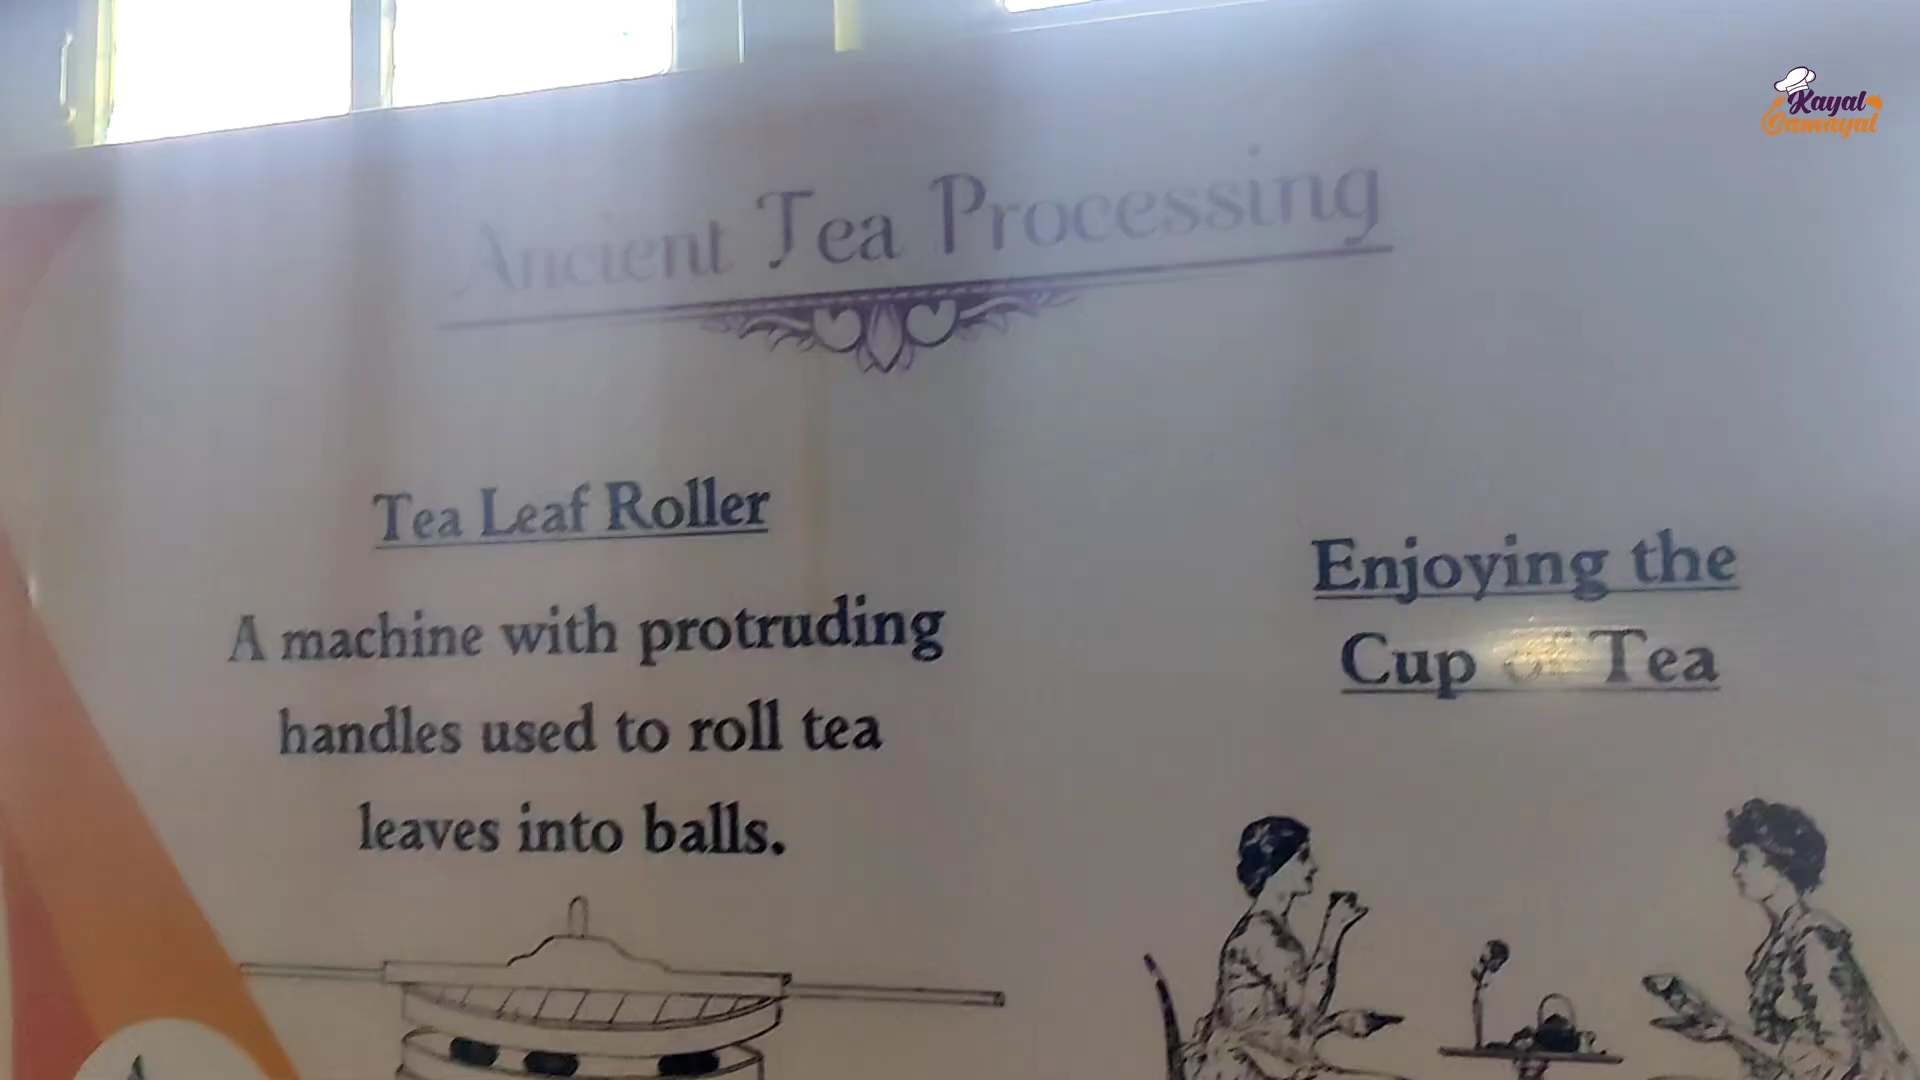 Kayal
Samayal
Ancient Tea Processing
Tea Leaf Roller
A machine with protruding
handles used to roll tea
leaves into balls.
Enjoying the
Cup of Tea